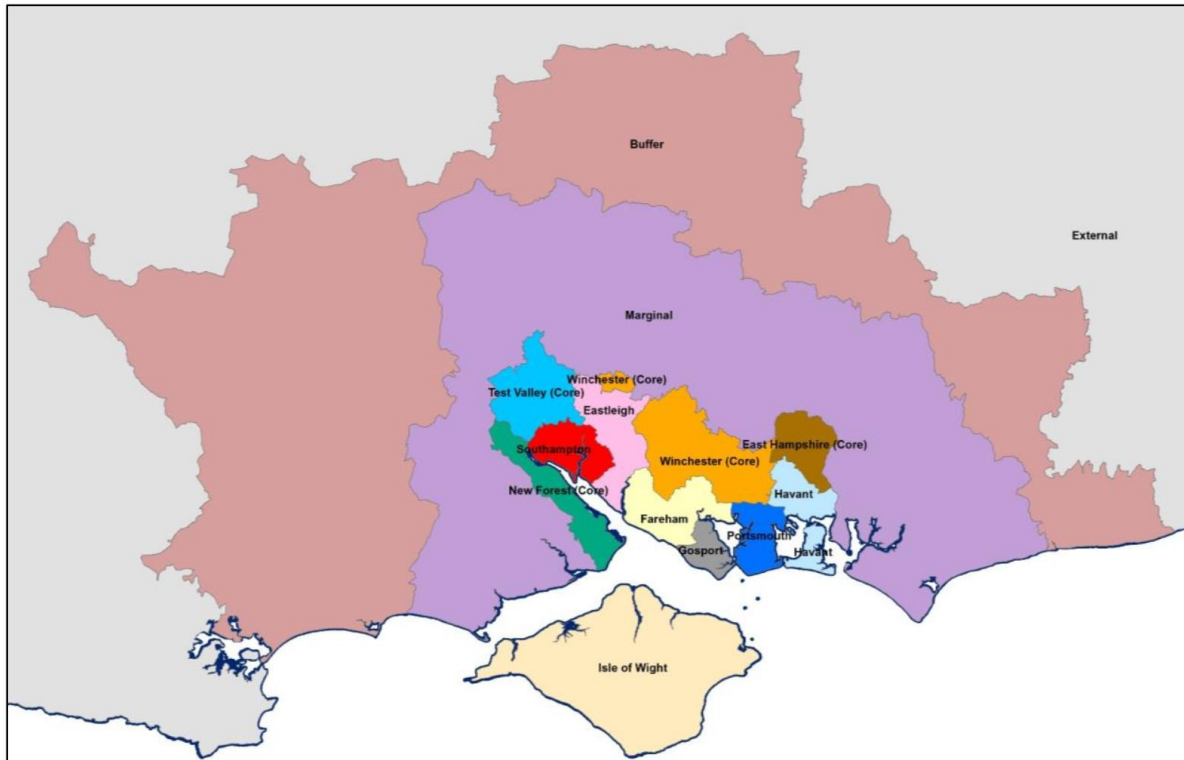 Buffer
External
Marginal
Winchester (Core)
Test Valley (Core)
Eastleigh
East Hampshire (Core)
Southampton
Winchester (Core)
New Forest (Core)
Havant
Fareham
Portsmouth
Gosport
Havant
Isle of Wight